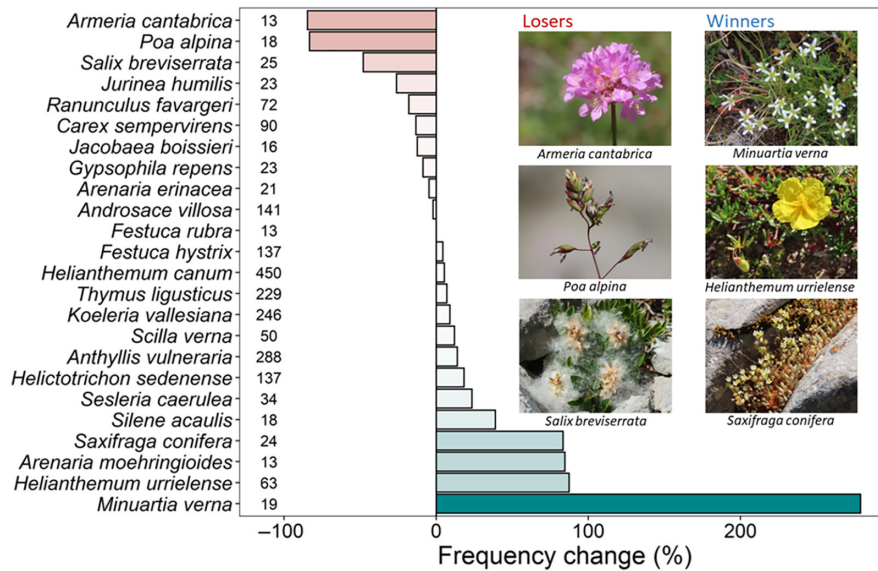 Armeria cantabrica 13
Poa alpina 18
Salix breviserrata 25
Jurinea humilis 23
Ranunculus favargeri 72
Carex sempervirens 90
Jacobaea boissieri 16
Gypsophila repens 23
Arenaria erinacea 21
Androsace villosa 141
Festuca rubra 13
Festuca hystrix 137
Helianthemum canum 450
Thymus ligusticus 229
Koeleria vallesiana 246
Scilla verna 50
Anthyllis vulneraria 288
Helictotrichon sedenense 137
Sesleria caerulea 34
Silene acaulis 18
Saxifraga conifera 24
Arenaria moehringioides 13
Helianthemum urrielense 63
Minuartia verna 19
−100 0 100 200
Frequency change (%)
Losers
Armeria cantabrica
Poa alpina
Salix breviserrata
Winners
Minuartia verna
Helianthemum urrielense
Saxifraga conifera